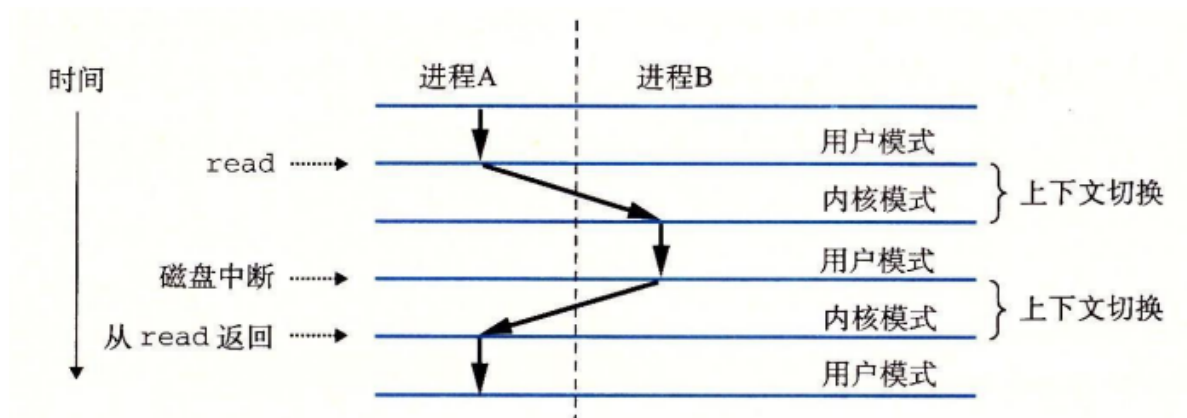 时间
进程A
进程B
用户模式
read
内核模式
上下文切换
用户模式
磁盘中断
内核模式
上下文切换
从 read 返回
用户模式